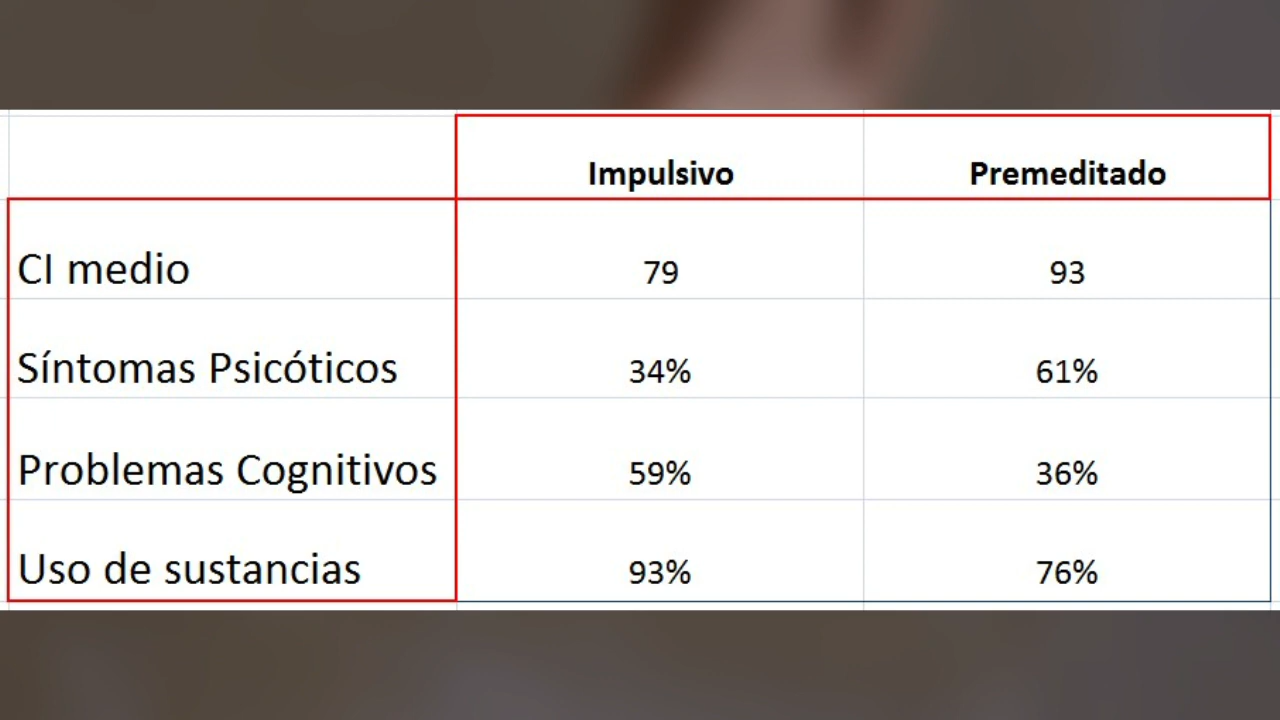 Impulsivo Premeditado
CI medio 79 93
Síntomas Psicóticos 34% 61%
Problemas Cognitivos 59% 36%
Uso de sustancias 93% 76%